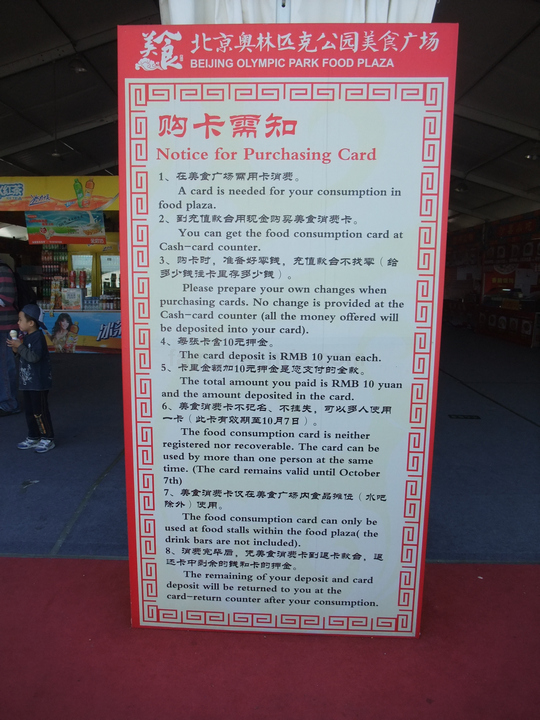 美食 北京奥林匹克公园美食广场
BEIJING OLYMPIC PARK FOOD PLAZA
购卡需知
Notice for Purchasing Card
1、在美食广场需用卡消费。
A card is needed for your consumption in
food plaza.
2、到充值款台用现金购买美食消费卡。
You can get the food consumption card at
Cash-card counter.
3、购卡时，准备好零钱，充值款台不找零（给
多少钱往卡里存多少钱）。
Please prepare your own changes when
purchasing cards. No change is provided at the
Cash-card counter (all the money offered will
be deposited into your card).
4、每张卡含10元押金。
The card deposit is RMB 10 yuan each.
5、卡里金额加10元押金是您支付的全款。
The total amount you paid is RMB 10 yuan
and the amount deposited in the card.
6、美食消费卡不记名、不挂失，可以多人使用
一卡（此卡有效期至10月7日）。
The food consumption card is neither
registered nor recoverable. The card can be
used by more than one person at the same
time. (The card remains valid until October
7th)
7、美食消费卡仅在美食广场内食品摊位（水吧
除外）使用。
The food consumption card can only be
used at food stalls within the food plaza( the
drink bars are not included).
8、消费完毕后，凭美食消费卡到退卡款台，退
还卡中剩余的钱和卡的押金。
The remaining of your deposit and card
deposit will be returned to you at the
card-return counter after your consumption.
红茶
冰